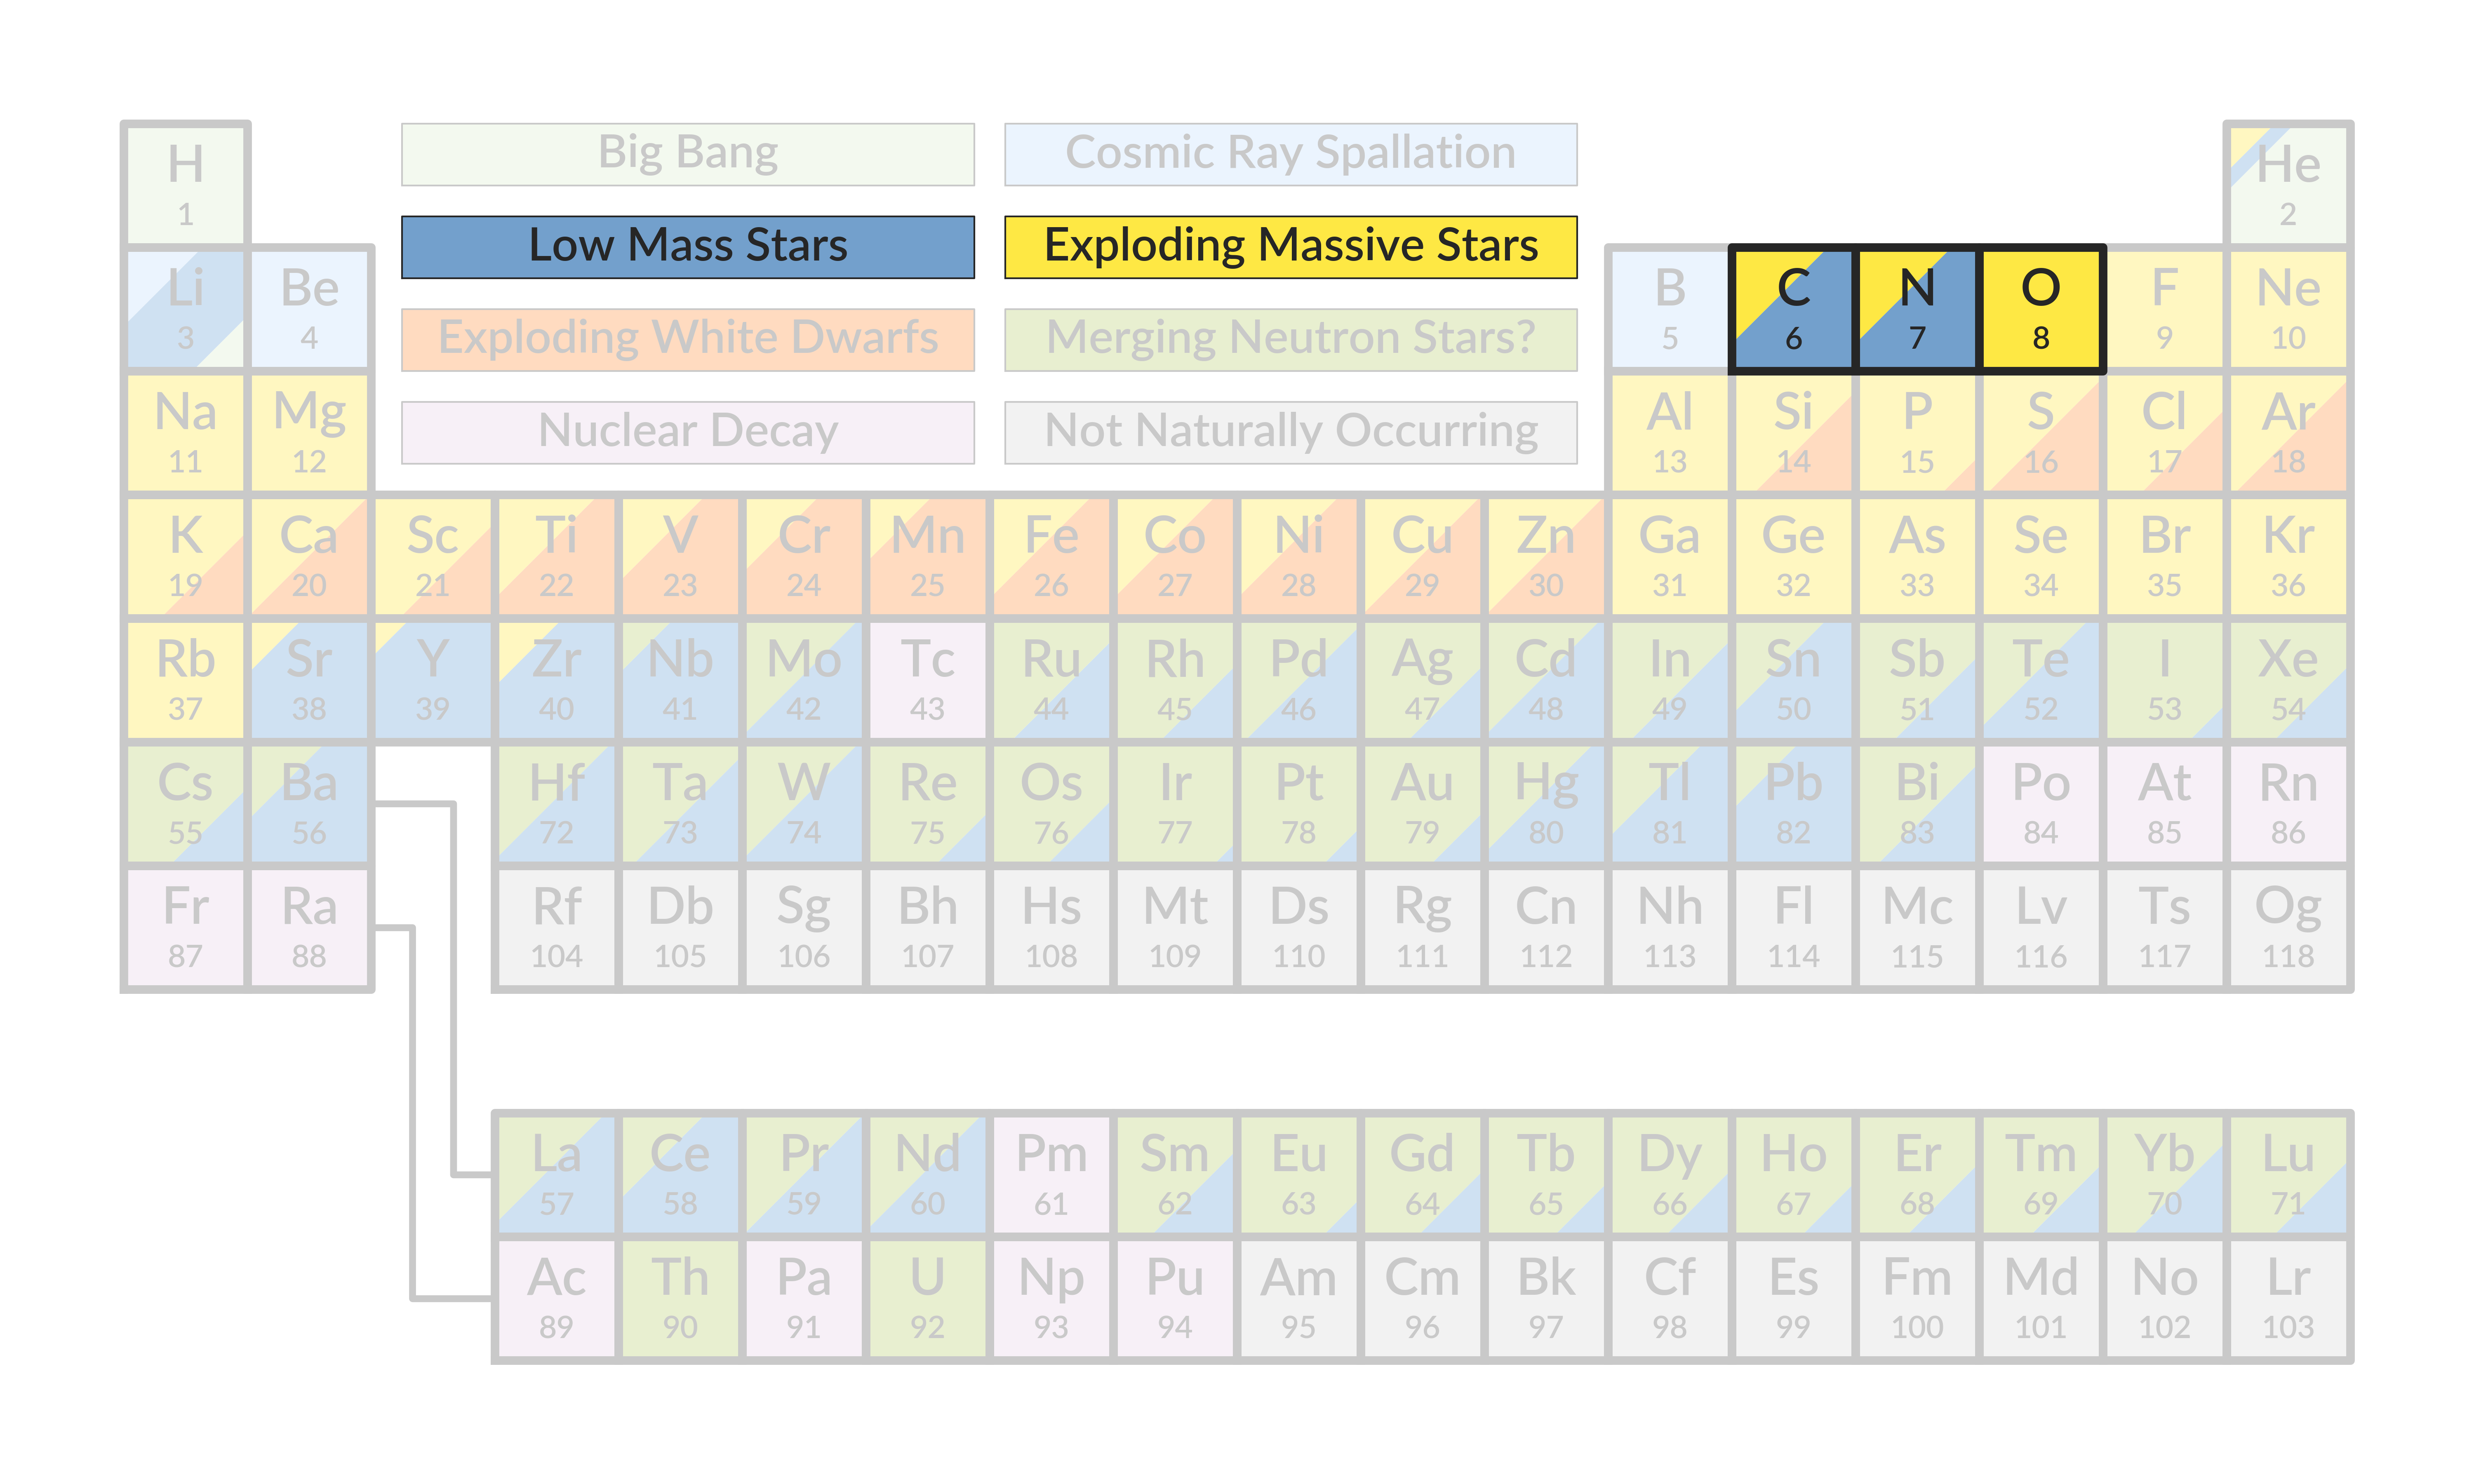 H
1
Big Bang
Cosmic Ray Spallation
He
2
Low Mass Stars
Exploding Massive Stars
Li
3
Be
4
Exploding White Dwarfs
Merging Neutron Stars?
B
5
C
6
N
7
O
8
F
9
Ne
10
Na
11
Mg
12
Nuclear Decay
Not Naturally Occurring
Al
13
Si
14
P
15
S
16
Cl
17
Ar
18
K
19
Ca
20
Sc
21
Ti
22
V
23
Cr
24
Mn
25
Fe
26
Co
27
Ni
28
Cu
29
Zn
30
Ga
31
Ge
32
As
33
Se
34
Br
35
Kr
36
Rb
37
Sr
38
Y
39
Zr
40
Nb
41
Mo
42
Tc
43
Ru
44
Rh
45
Pd
46
Ag
47
Cd
48
In
49
Sn
50
Sb
51
Te
52
I
53
Xe
54
Cs
55
Ba
56
Hf
72
Ta
73
W
74
Re
75
Os
76
Ir
77
Pt
78
Au
79
Hg
80
Tl
81
Pb
82
Bi
83
Po
84
At
85
Rn
86
Fr
87
Ra
88
Rf
104
Db
105
Sg
106
Bh
107
Hs
108
Mt
109
Ds
110
Rg
111
Cn
112
Nh
113
Fl
114
Mc
115
Lv
116
Ts
117
Og
118
La
57
Ce
58
Pr
59
Nd
60
Pm
61
Sm
62
Eu
63
Gd
64
Tb
65
Dy
66
Ho
67
Er
68
Tm
69
Yb
70
Lu
71
Ac
89
Th
90
Pa
91
U
92
Np
93
Pu
94
Am
95
Cm
96
Bk
97
Cf
98
Es
99
Fm
100
Md
101
No
102
Lr
103